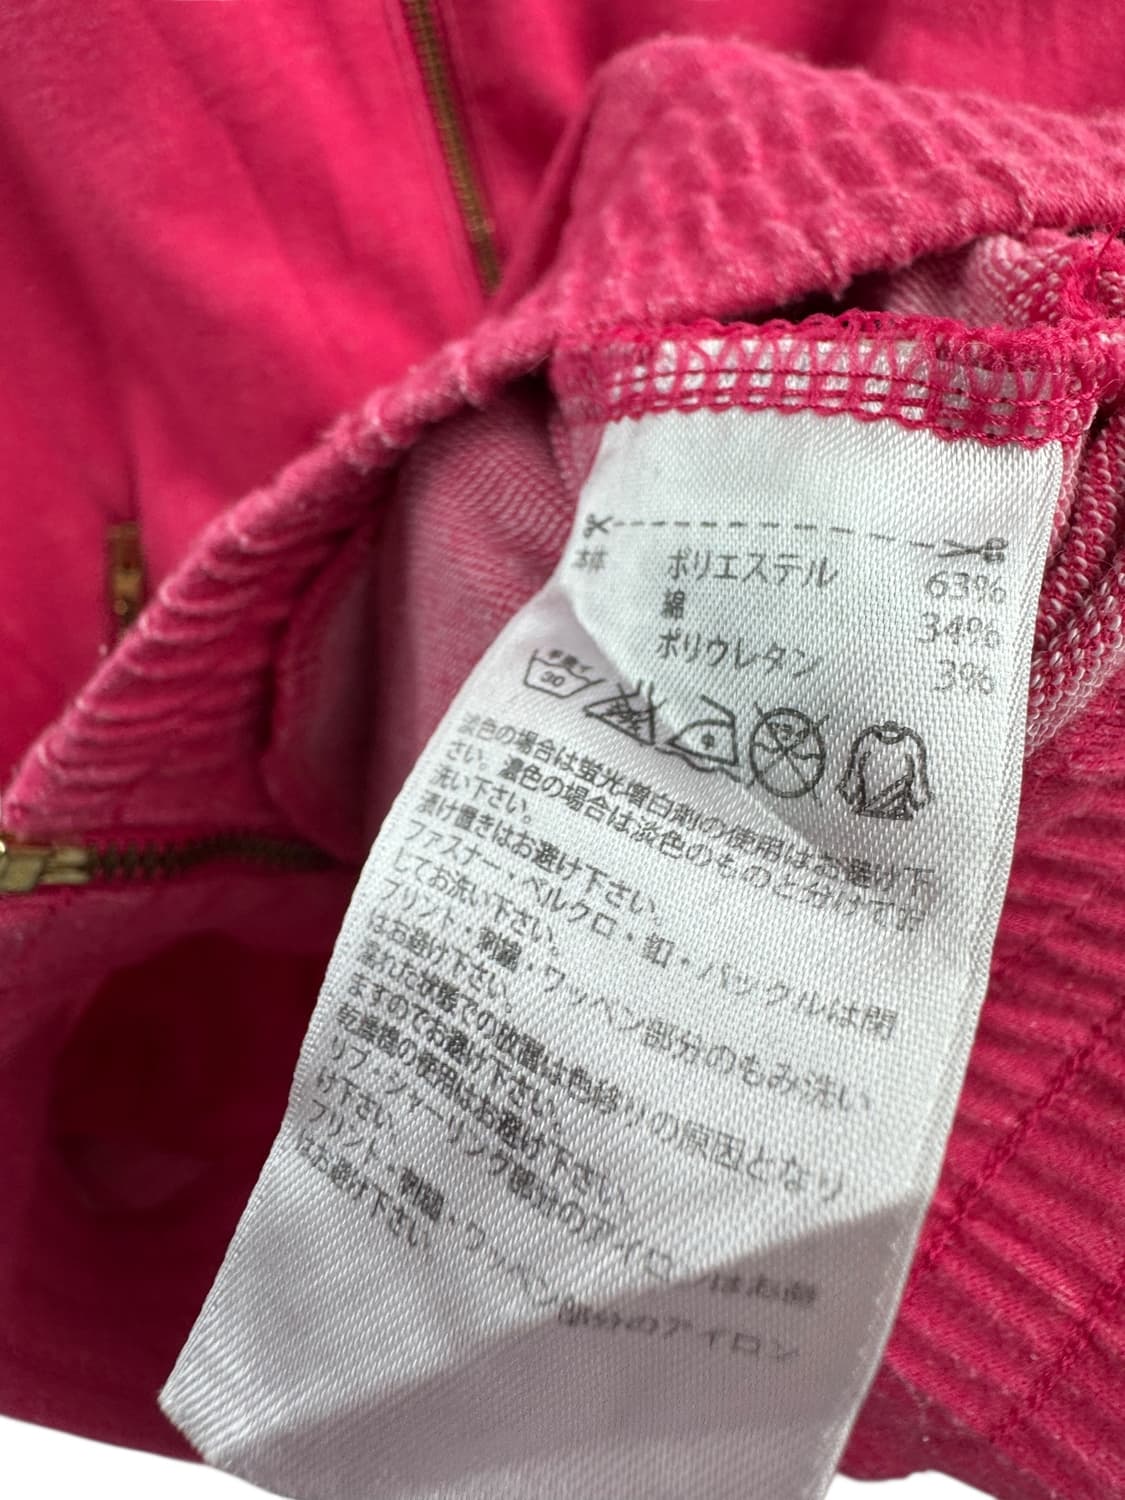 本体 ポリエステル 63%
綿 34%
ポリウレタン 3%
手洗イ
30
淡色の場合は蛍光増白剤の使用はお避け下
さい。濃色の場合は淡色のものと分けてお
洗い下さい。
漬け置きはお避け下さい。
ファスナー・ベルクロ・釦・バックルは閉
してお洗い下さい。
プリント・刺繍・ワッペン部分のもみ洗い
はお避け下さい。
濡れた状態での放置は色移りの原因となり
ますのでお避け下さい。
乾燥機の使用はお避け下さい。
リブ／シャーリング部分のアイロンはお避
け下さい。
プリント・刺繍・ワッペン部分のアイロン
はお避け下さい。